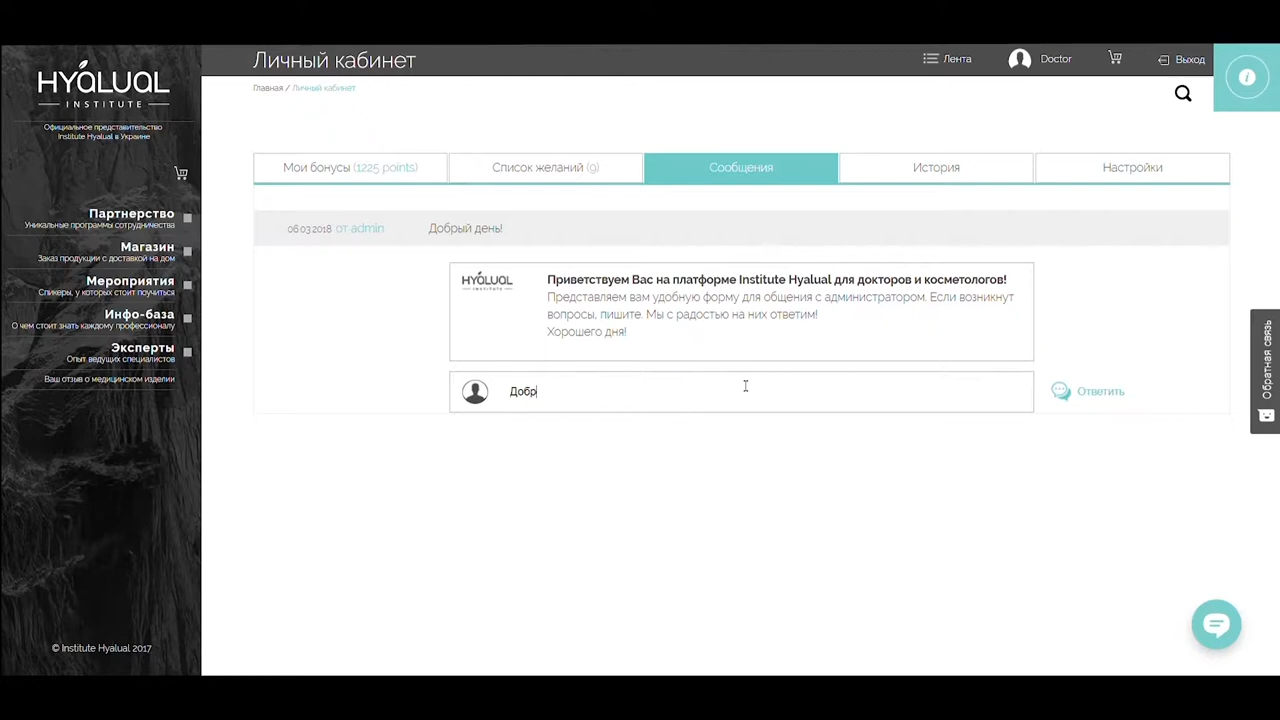 HYALUAL
INSTITUTE
Официальное представительство
Institute Hyalual в Украине
Партнерство
Уникальные программы сотрудничества
Магазин
Заказ продукции с доставкой на дом
Мероприятия
Спикеры, у которых стоит поучиться
Инфо-база
О чем стоит знать каждому профессионалу
Эксперты
Опыт ведущих специалистов
Ваш отзыв о медицинском изделии
© Institute Hyalual 2017
Личный кабинет
Лента
Doctor
Выход
Главная / Личный кабинет
Мои бонусы (1225 points)
Список желаний (9)
Сообщения
История
Настройки
06.03.2018 от admin
Добрый день!
HYALUAL
INSTITUTE
Приветствуем Вас на платформе Institute Hyalual для докторов и косметологов!
Представляем вам удобную форму для общения с администратором. Если возникнут
вопросы, пишите. Мы с радостью на них ответим!
Хорошего дня!
Добр
Ответить
Обратная связь